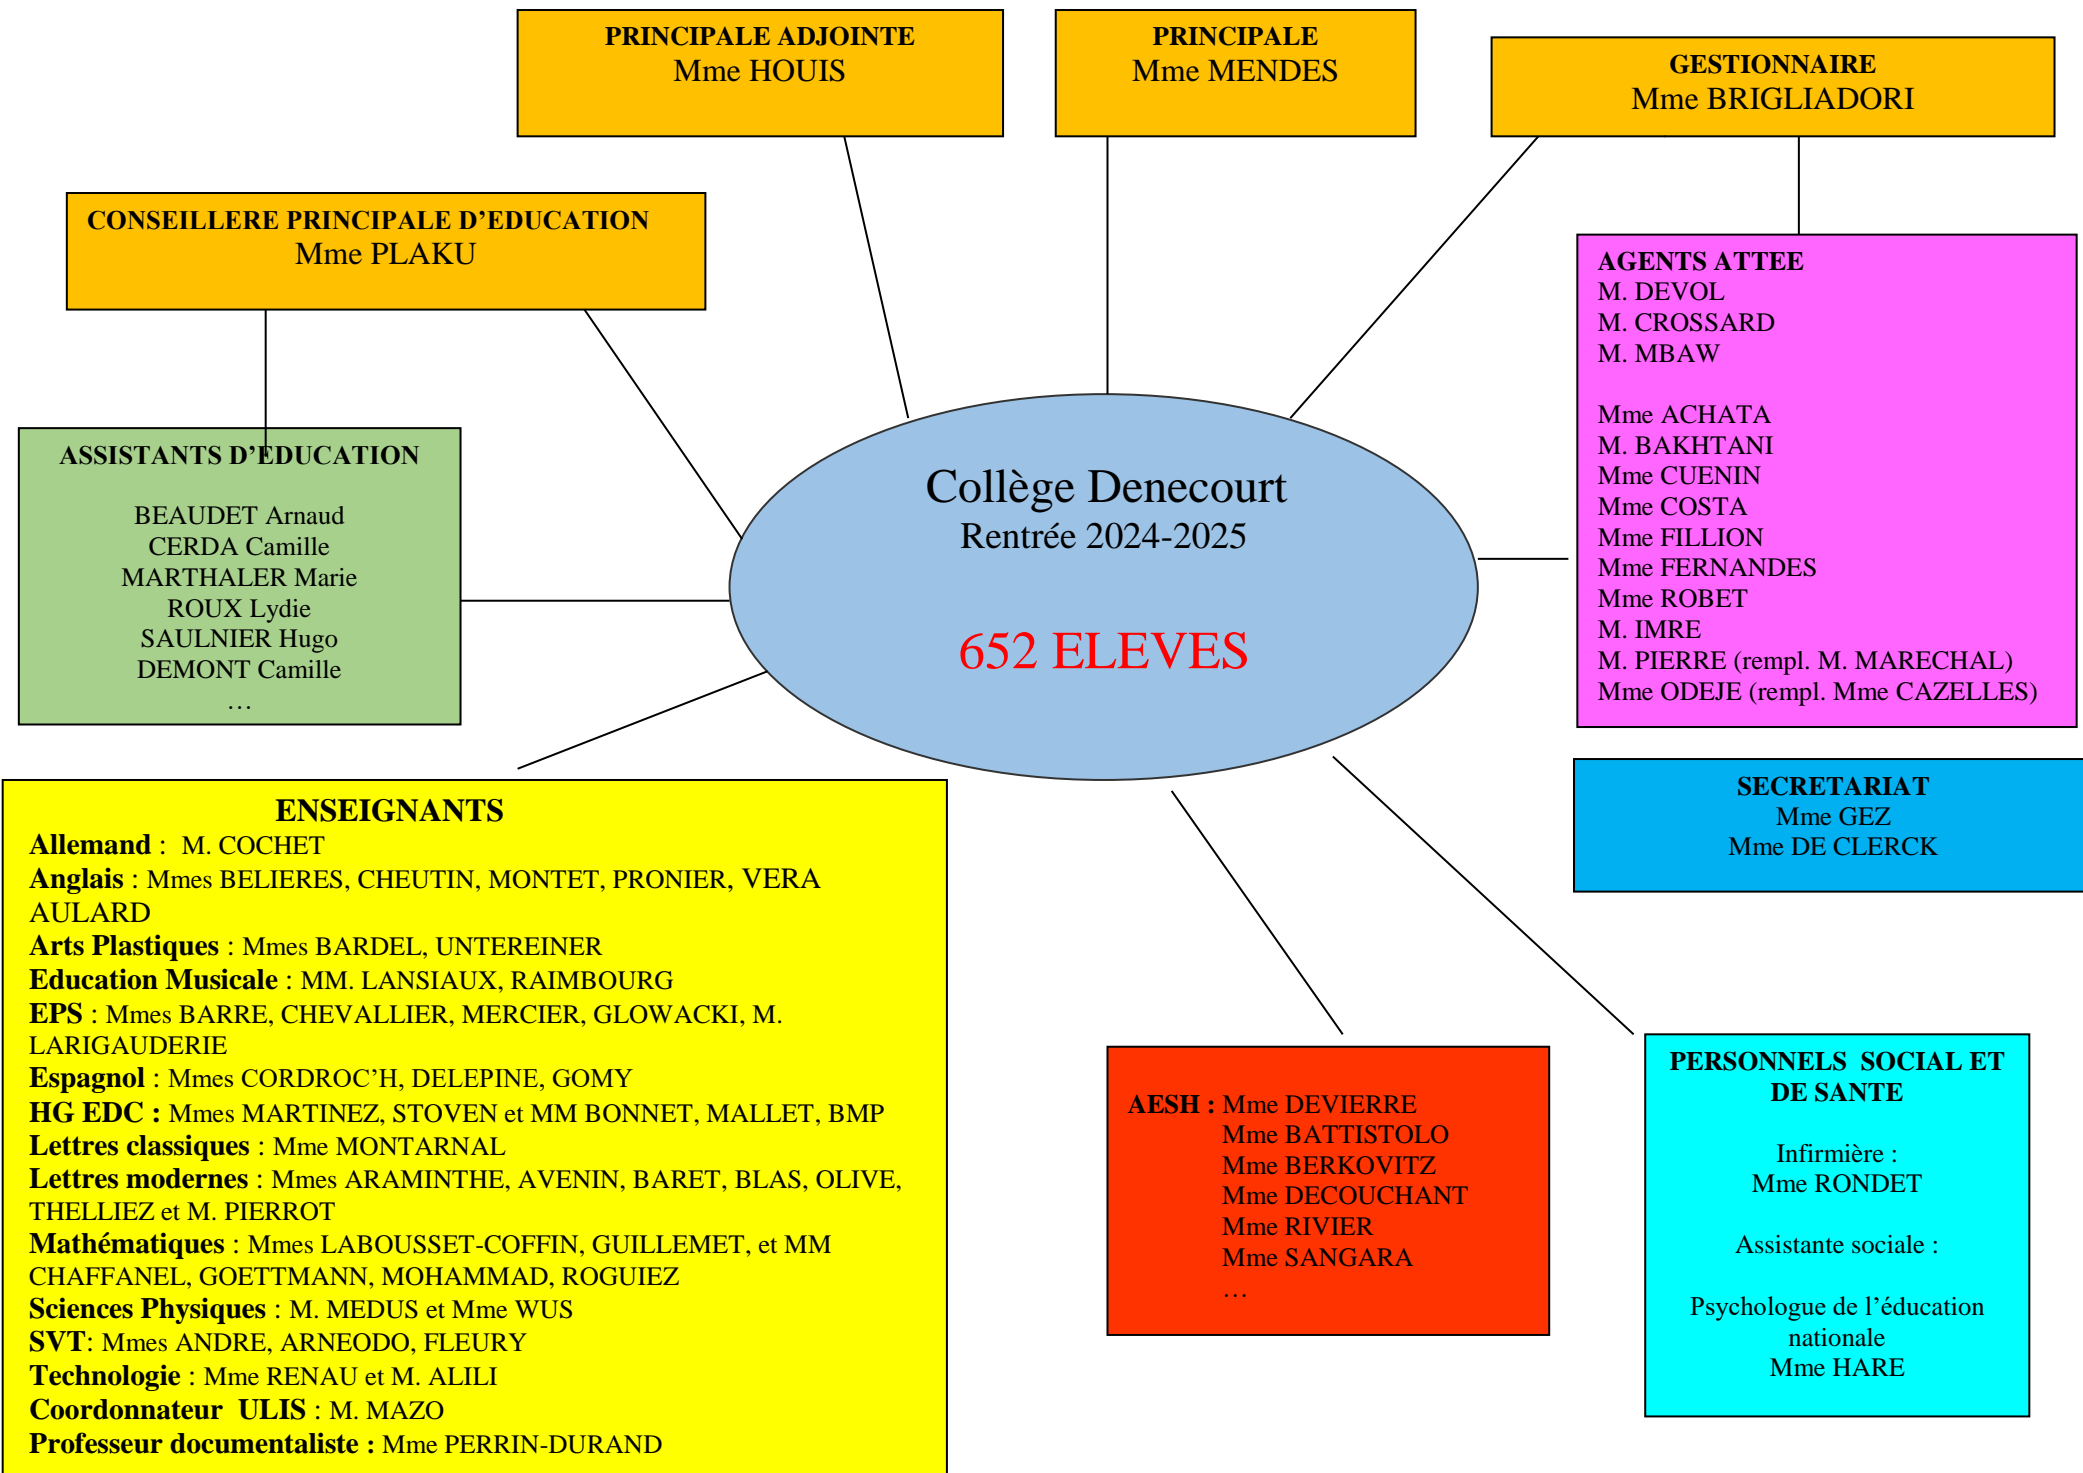 PRINCIPALE ADJOINTE
Mme HOUIS
PRINCIPALE
Mme MENDES
GESTIONNAIRE
Mme BRIGLIADORI
CONSEILLERE PRINCIPALE D’EDUCATION
Mme PLAKU
AGENTS ATTEE
M. DEVOL
M. CROSSARD
M. MBAW
Mme ACHATA
M. BAKHTANI
Mme CUENIN
Mme COSTA
Mme FILLION
Mme FERNANDES
Mme ROBET
M. IMRE
M. PIERRE (rempl. M. MARECHAL)
Mme ODEJE (rempl. Mme CAZELLES)
ASSISTANTS D’EDUCATION
BEAUDET Arnaud
CERDA Camille
MARTHALER Marie
ROUX Lydie
SAULNIER Hugo
DEMONT Camille
…
Collège Denecourt
Rentrée 2024-2025
652 ELEVES
SECRETARIAT
Mme GEZ
Mme DE CLERCK
ENSEIGNANTS
Allemand : M. COCHET
Anglais : Mmes BELIERES, CHEUTIN, MONTET, PRONIER, VERA
AULARD
Arts Plastiques : Mmes BARDEL, UNTEREINER
Education Musicale : MM. LANSIAUX, RAIMBOURG
EPS : Mmes BARRE, CHEVALLIER, MERCIER, GLOWACKI, M.
LARIGAUDERIE
Espagnol : Mmes CORDROC’H, DELEPINE, GOMY
HG EDC : Mmes MARTINEZ, STOVEN et MM BONNET, MALLET, BMP
Lettres classiques : Mme MONTARNAL
Lettres modernes : Mmes ARAMINTHE, AVENIN, BARET, BLAS, OLIVE,
THELLIEZ et M. PIERROT
Mathématiques : Mmes LABOUSSET-COFFIN, GUILLEMET, et MM
CHAFFANEL, GOETTMANN, MOHAMMAD, ROGUIEZ
Sciences Physiques : M. MEDUS et Mme WUS
SVT: Mmes ANDRE, ARNEODO, FLEURY
Technologie : Mme RENAU et M. ALILI
Coordonnateur ULIS : M. MAZO
Professeur documentaliste : Mme PERRIN-DURAND
AESH : Mme DEVIERRE
Mme BATTISTOLO
Mme BERKOVITZ
Mme DECOUCHANT
Mme RIVIER
Mme SANGARA
…
PERSONNELS SOCIAL ET
DE SANTE
Infirmière :
Mme RONDET
Assistante sociale :
Psychologue de l’éducation
nationale
Mme HARE